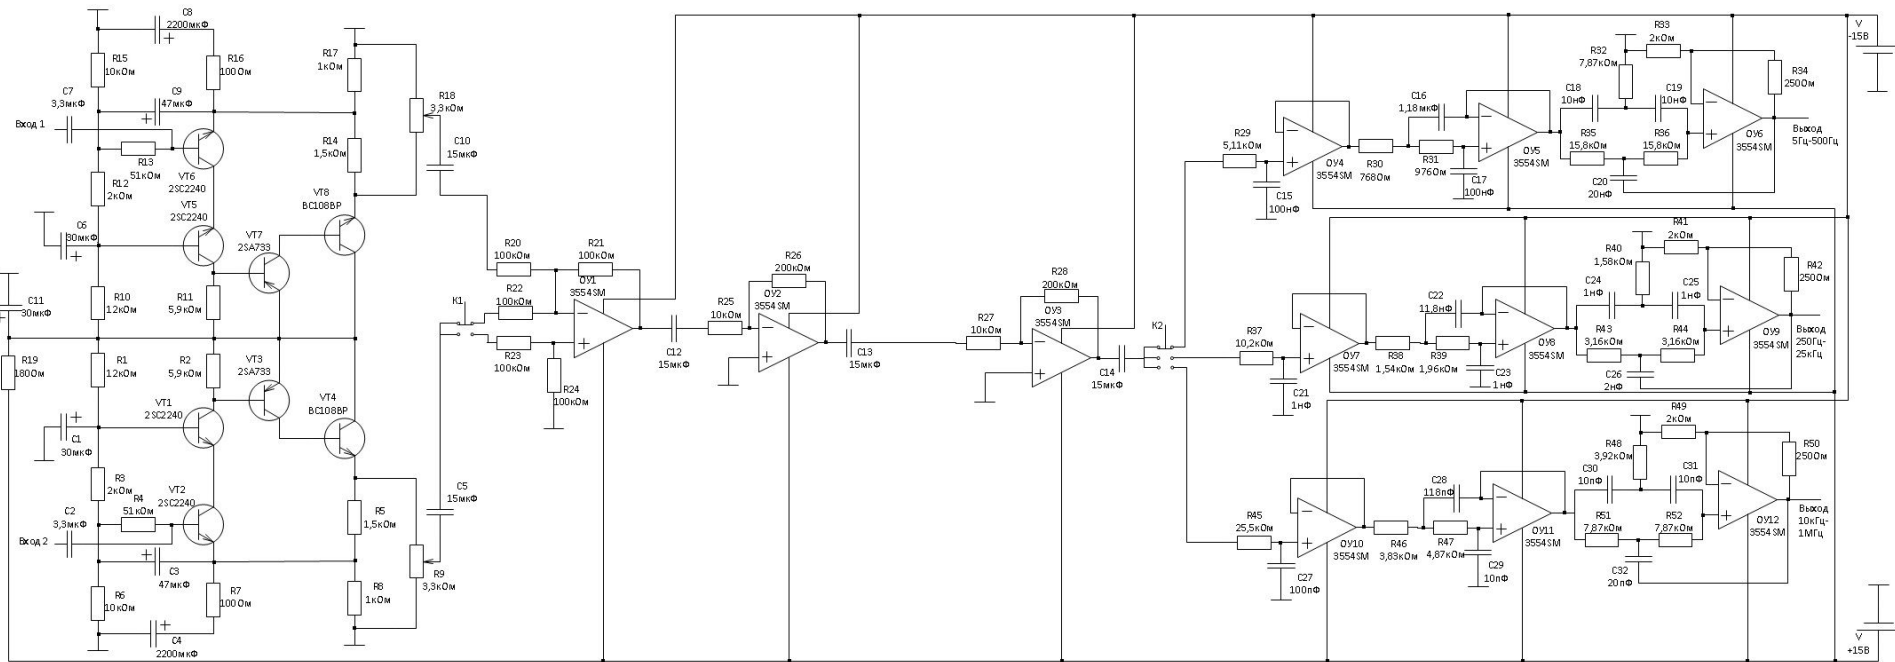 C8
2200мкФ
R15
10кОм
R16
100Ом
C7
3,3мкФ
C9
47мкФ
Вход 1
R13
51кОм
VT6
2SC2240
R12
2кОм
VT5
2SC2240
C6
30мкФ
VT7
2SA733
C11
30мкФ
R10
12кОм
R11
5,9кОм
R17
1кОм
R18
3,3кОм
R14
1,5кОм
C10
15мкФ
VT8
BC108BP
R19
180Ом
R1
12кОм
R2
5,9кОм
VT3
2SA733
VT1
2SC2240
VT4
BC108BP
C1
30мкФ
R3
2кОм
R4
51кОм
VT2
2SC2240
C2
3,3мкФ
Вход 2
C3
47мкФ
R6
10кОм
R7
100Ом
C4
2200мкФ
R5
1,5кОм
R8
1кОм
R9
3,3кОм
C5
15мкФ
K1
R20
100кОм
R21
100кОм
R22
100кОм
ОУ1
3554SM
R23
100кОм
R24
100кОм
C12
15мкФ
R25
10кОм
R26
200кОм
ОУ2
3554SM
C13
15мкФ
R27
10кОм
R28
200кОм
ОУ3
3554SM
C14
15мкФ
K2
R29
5,11кОм
C15
100нФ
ОУ4
3554SM
R30
768Ом
C16
1,18мкФ
R31
976Ом
C17
100нФ
ОУ5
3554SM
C18
10нФ
R32
7,87кОм
R33
2кОм
C19
10нФ
R34
250Ом
R35
15,8кОм
R36
15,8кОм
C20
20нФ
ОУ6
3554SM
Выход
5Гц-500Гц
V
-15В
R37
10,2кОм
C21
1нФ
ОУ7
3554SM
R38
1,54кОм
C22
11,8нФ
R39
1,96кОм
C23
1нФ
ОУ8
3554SM
C24
1нФ
R40
1,58кОм
R41
2кОм
C25
1нФ
R42
250Ом
R43
3,16кОм
R44
3,16кОм
C26
2нФ
ОУ9
3554SM
Выход
250Гц-
25кГц
R45
25,5кОм
C27
100пФ
ОУ10
3554SM
R46
3,83кОм
C28
118пФ
R47
4,87кОм
C29
10пФ
ОУ11
3554SM
C30
10пФ
R48
3,92кОм
R49
2кОм
C31
10пФ
R50
250Ом
R51
7,87кОм
R52
7,87кОм
C32
20пФ
ОУ12
3554SM
Выход
10кГц-
1МГц
V
+15В